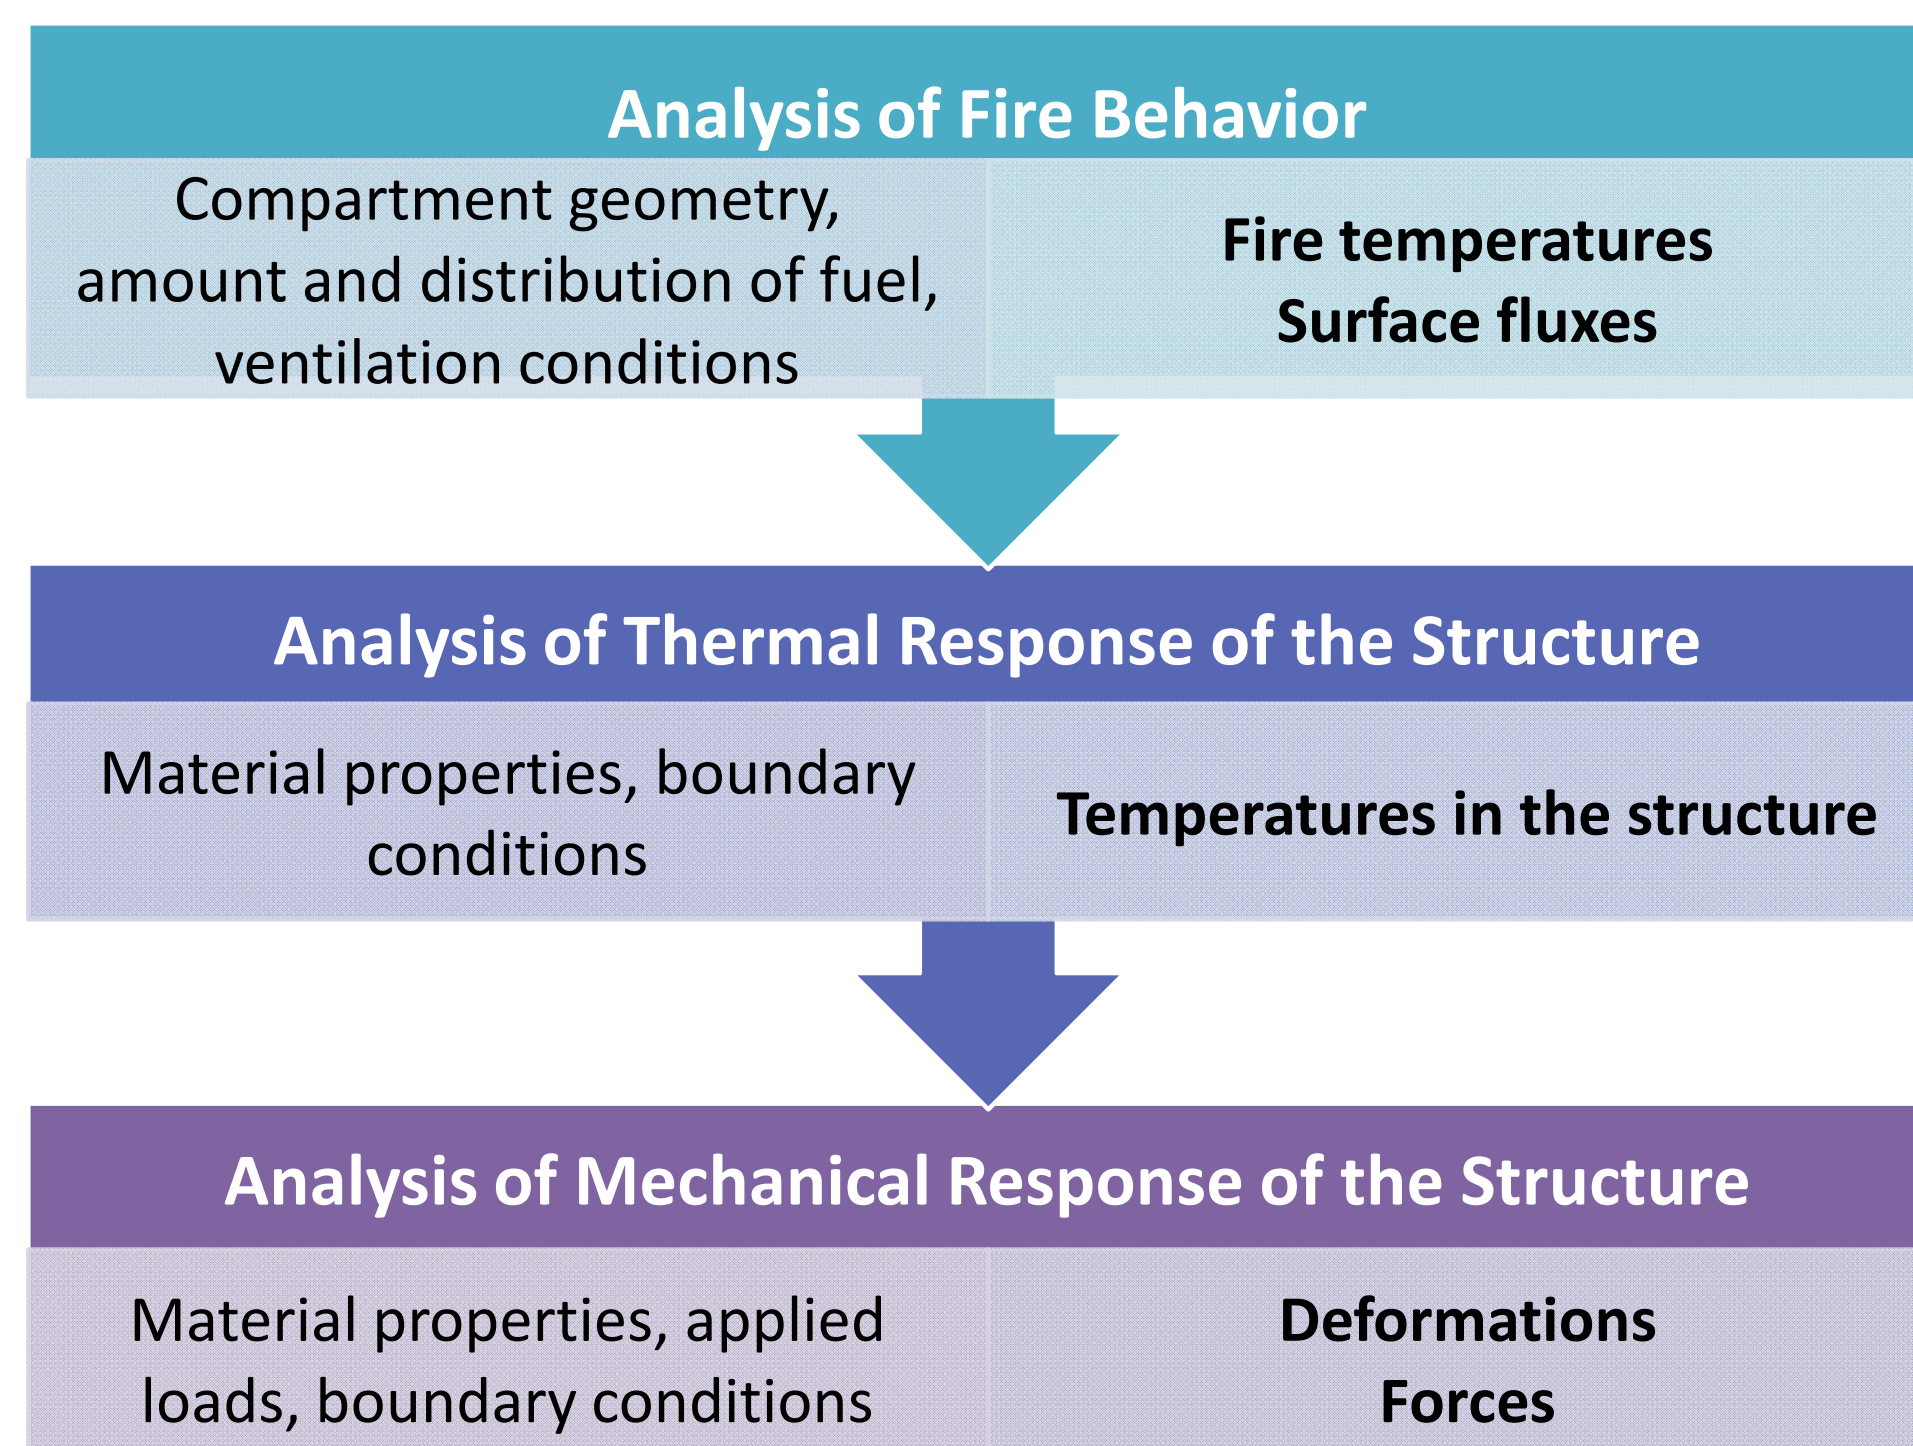 Analysis of Fire Behavior
Compartment geometry,
amount and distribution of fuel,
ventilation conditions
Fire temperatures
Surface fluxes
Analysis of Thermal Response of the Structure
Material properties, boundary
conditions
Temperatures in the structure
Analysis of Mechanical Response of the Structure
Material properties, applied
loads, boundary conditions
Deformations
Forces